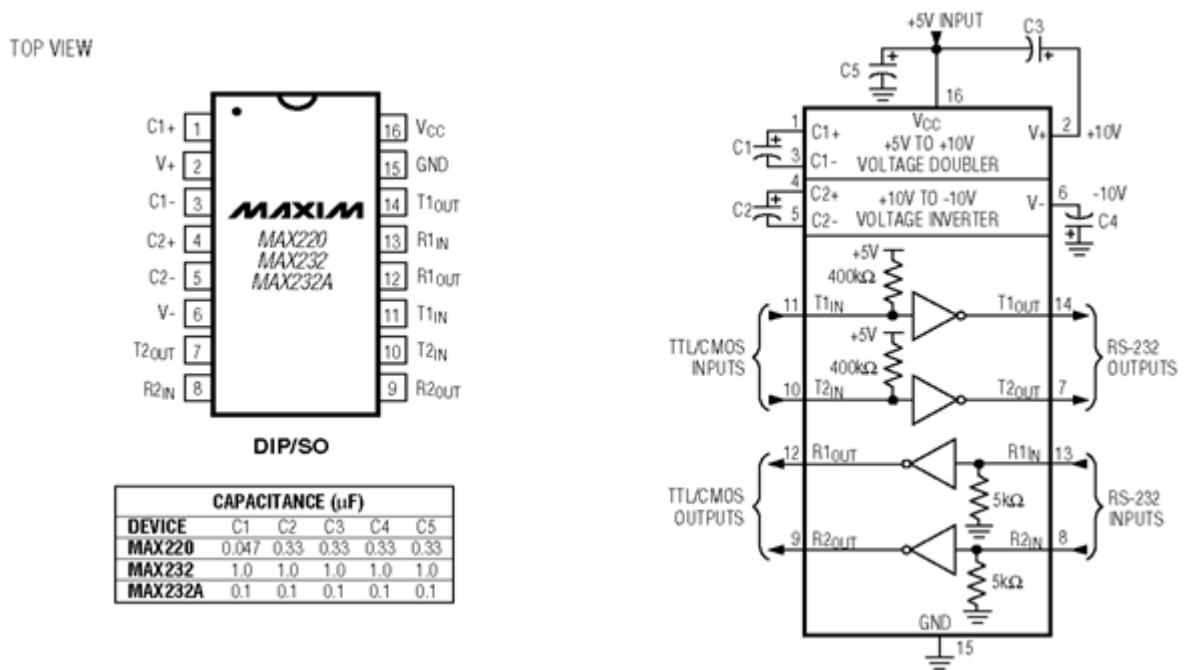 TOP VIEW
C1+ 1
V+ 2
C1- 3
C2+ 4
C2- 5
V- 6
T2OUT 7
R2IN 8
16 VCC
15 GND
14 T1OUT
13 R1IN
12 R1OUT
11 T1IN
10 T2IN
9 R2OUT
MAXIM
MAX220
MAX232
MAX232A
DIP/SO
CAPACITANCE (µF)
DEVICE C1 C2 C3 C4 C5
MAX220 0.047 0.33 0.33 0.33 0.33
MAX232 1.0 1.0 1.0 1.0 1.0
MAX232A 0.1 0.1 0.1 0.1 0.1
+5V INPUT
C3
+
C5
+
16
VCC
1
C1+
C1
+
3
C1-
+5V TO +10V
VOLTAGE DOUBLER
V+
2
+10V
4
C2+
C2
+
5
C2-
+10V TO -10V
VOLTAGE INVERTER
V-
6
-10V
C4
+
+5V
400kΩ
11 T1IN
T1OUT 14
+5V
400kΩ
10 T2IN
T2OUT 7
TTL/CMOS
INPUTS
RS-232
OUTPUTS
12 R1OUT
R1IN 13
5kΩ
9 R2OUT
R2IN 8
5kΩ
TTL/CMOS
OUTPUTS
RS-232
INPUTS
GND
15